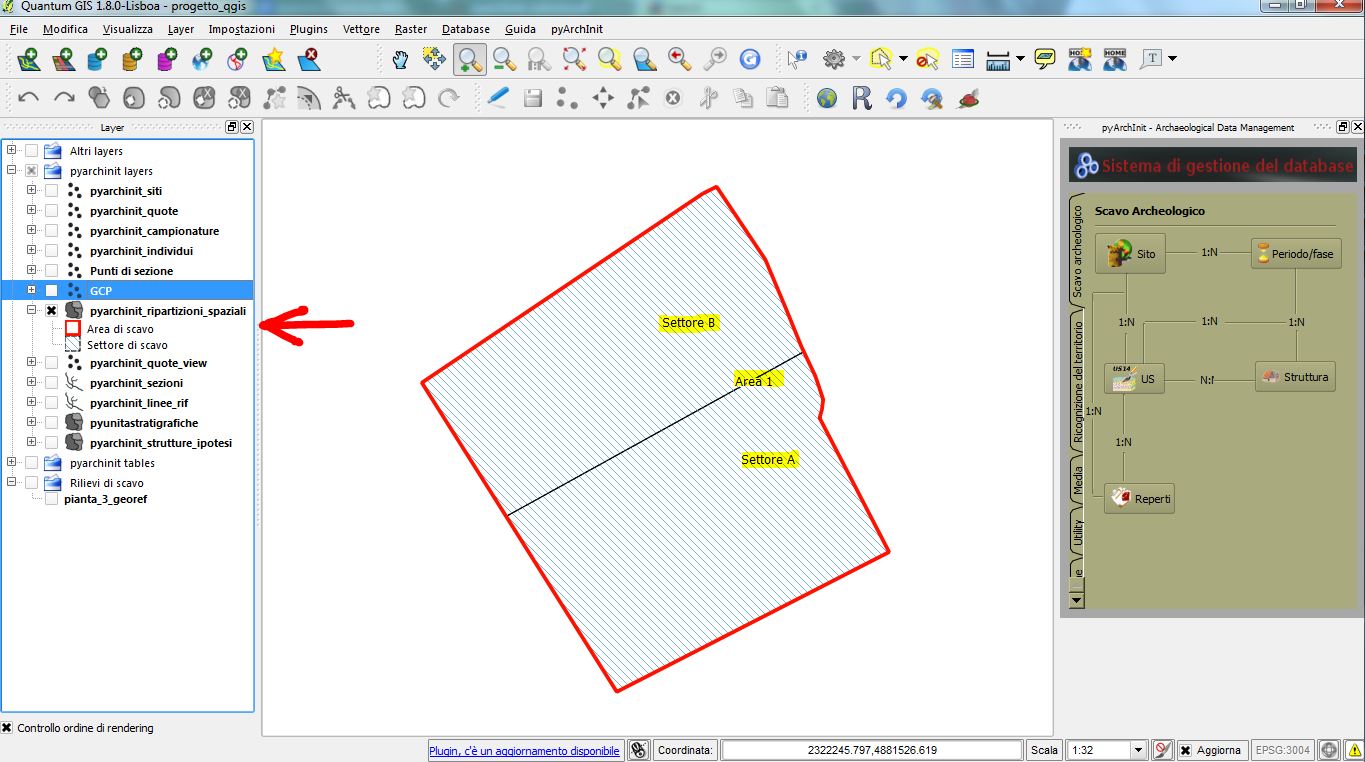 Quantum GIS 1.8.0-Lisboa - progetto_qgis
File Modifica Visualizza Layer Impostazioni Plugins Vettore Raster Database Guida pyArchInit
Layer
Altri layers
pyarchinit layers
pyarchinit_siti
pyarchinit_quote
pyarchinit_campionature
pyarchinit_individui
Punti di sezione
GCP
pyarchinit_ripartizioni_spaziali
Area di scavo
Settore di scavo
pyarchinit_quote_view
pyarchinit_sezioni
pyarchinit_linee_rif
pyunitastratigrafiche
pyarchinit_strutture_ipotesi
pyarchinit tables
Rilievi di scavo
pianta_3_georef
Controllo ordine di rendering
Settore B
Area 1
Settore A
pyArchInit - Archaeological Data Management
Sistema di gestione del database
Scavo archeologico
Ricognizione del territorio
Media
Utility
Scavo Archeologico
Sito
1:N
Periodo/fase
1:N
1:N
1:N
US
N:f
Struttura
1:N
1:N
Reperti
Plugin, c'è un aggiornamento disponibile
Coordinata:
2322245.797,4881526.619
Scala
1:32
Aggiorna
EPSG:3004